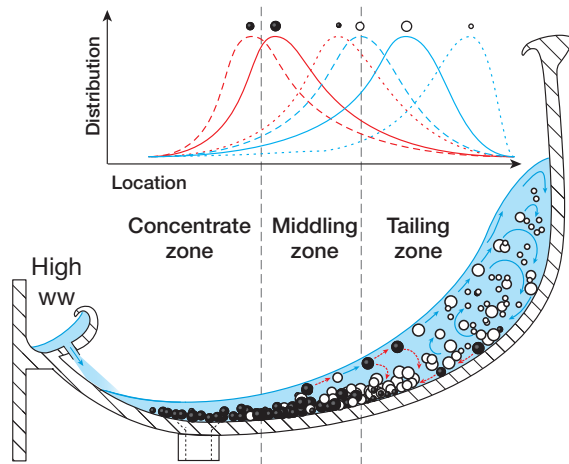 Distribution
Location
Concentrate
zone
Middling
zone
Tailing
zone
High
ww